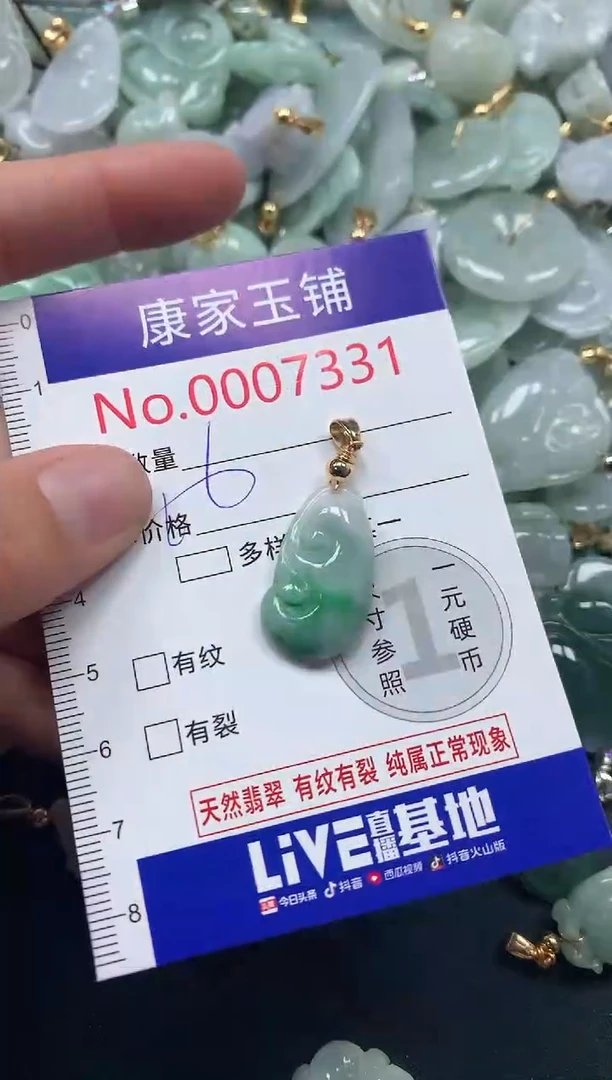 康家玉铺
No.0007331
数量
6
价格
多样
一
一元硬币
1
寸参照
有纹
有裂
天然翡翠 有纹有裂 纯属正常现象
LiVE直播基地
今日头条 抖音 西瓜视频 抖音火山版
0
1
4
5
6
7
8